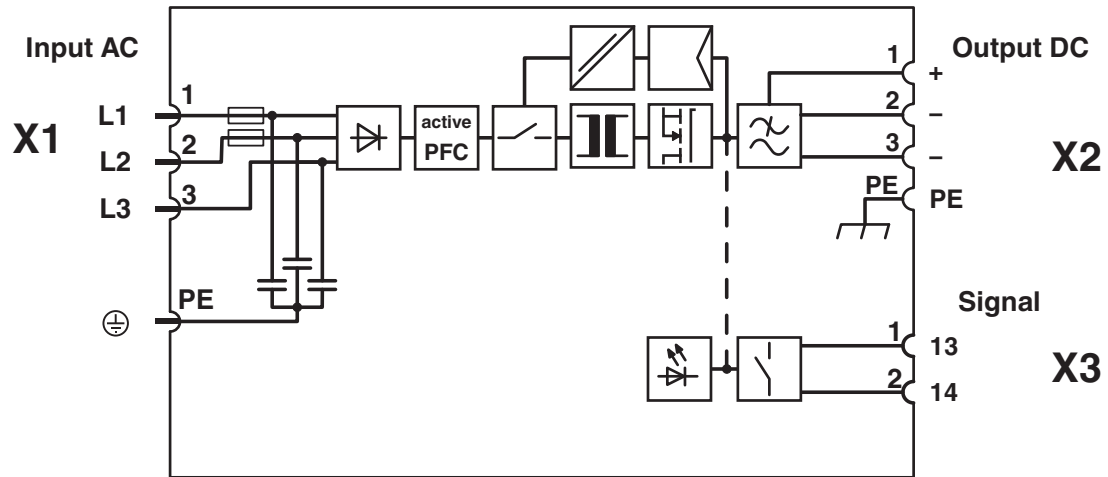 Input AC
X1
L1
L2
L3
1
2
3
PE
active
PFC
Output DC
X2
1
+
2
–
3
–
PE
PE
Signal
X3
1
13
2
14